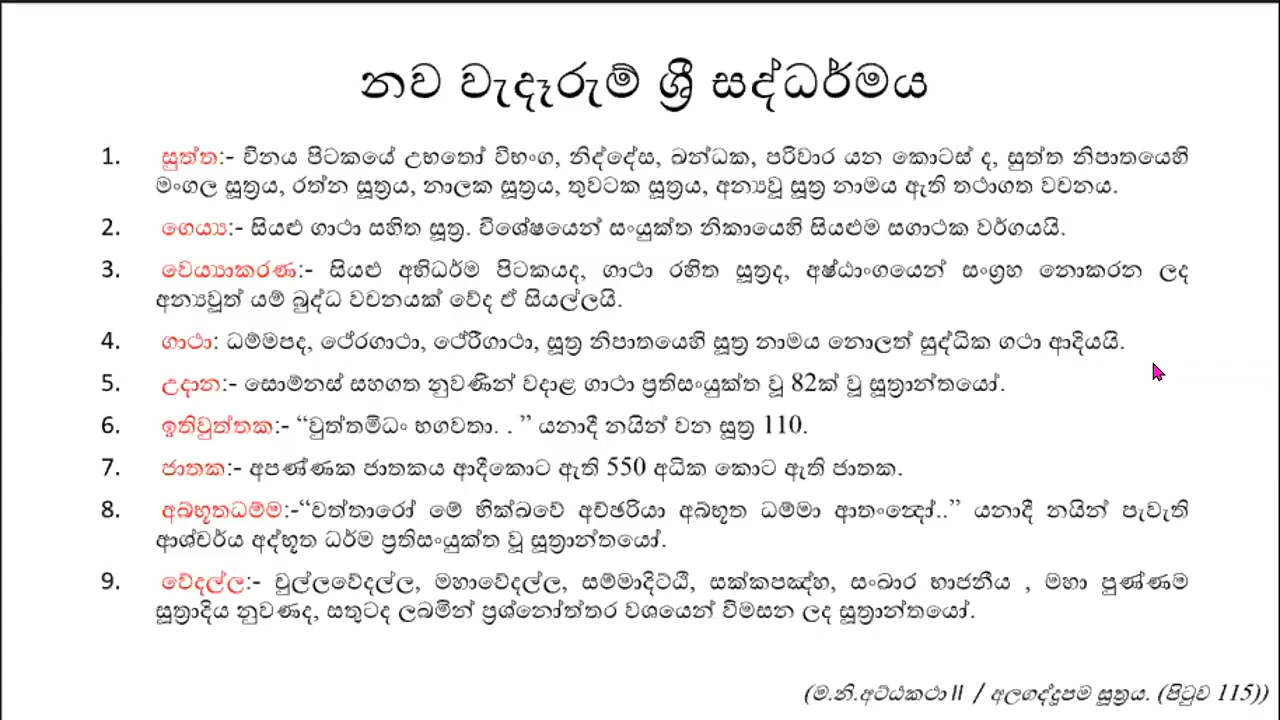 නව වැදෑරුම් ශ්‍රී සද්ධර්මය
1. සුත්ත:- විනය පිටකයේ උභතෝ විභංග, නිද්දේස, ඛන්ධක, පරිවාර යන කොටස් ද, සුත්ත නිපාතයෙහි
මංගල සූත්‍රය, රත්න සූත්‍රය, නාලක සූත්‍රය, තුවටක සූත්‍රය, අන්‍යවූ සූත්‍ර නාමය ඇති තථාගත වචනය.
2. ගෙය්‍ය:- සියළු ගාථා සහිත සූත්‍ර. විශේෂයෙන් සංයුක්ත නිකායෙහි සියළුම සගාථක වර්ගයයි.
3. වෙය්‍යාකරණ:- සියළු අභිධර්ම පිටකයද, ගාථා රහිත සූත්‍රද, අෂ්ඨාංගයෙන් සංග්‍රහ නොකරන ලද
අන්‍යවූත් යම් බුද්ධ වචනයක් වේද ඒ සියල්ලයි.
4. ගාථා: ධම්මපද, ථේරගාථා, ථේරීගාථා, සූත්‍ර නිපාතයෙහි සූත්‍ර නාමය නොලත් සුද්ධික ගථා ආදියයි.
5. උදාන:- සොම්නස් සහගත නුවණින් වදාළ ගාථා ප්‍රතිසංයුක්ත වූ 82ක් වූ සූත්‍රාන්තයෝ.
6. ඉතිවුත්තක:- “වුත්තමිධං භගවතා. . ” යනාදී නයින් වන සූත්‍ර 110.
7. ජාතක:- අපණ්ණක ජාතකය ආදීකොට ඇති 550 අධික කොට ඇති ජාතක.
8. අබ්භූතධම්ම:-“චත්තාරෝ මේ භික්ඛවේ අච්ඡරියා අබ්භූත ධම්මා ආනංදෝ..” යනාදී නයින් පැවැති
ආශ්චර්ය අද්භූත ධර්ම ප්‍රතිසංයුක්ත වූ සූත්‍රාන්තයෝ.
9. වේදල්ල:- චුල්ලවේදල්ල, මහාවේදල්ල, සම්මාදිට්ඨි, සක්කපඤ්හ, සංඛාර භාජනීය , මහා පුණ්ණම
සූත්‍රාදිය නුවණද, සතුටද ලබමින් ප්‍රශ්නෝත්තර වශයෙන් විමසන ලද සූත්‍රාන්තයෝ.
(ම.නි.අට්ඨකථා II / අලගද්දූපම සූත්‍රය. (පිටුව 115))